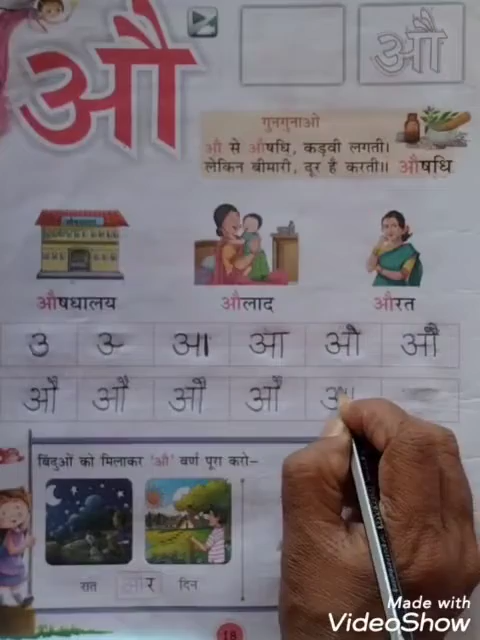 औ
औ
गुनगुनाओ
औ से औषधि, कड़वी लगती।
लेकिन बीमारी, दूर है करती॥ औषधि
औषधालय औलाद औरत
उ अ आ ओ औ
औ औ औ औ
बिंदुओं को मिलाकर 'औ' वर्ण पूरा करो–
रात और दिन
18
Made with
VideoShow